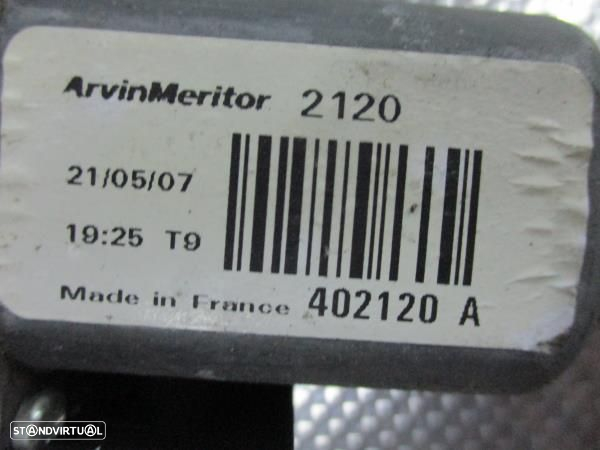 ArvinMeritor 2120
21/05/07
19:25 T9
Made in France 402120 A
STANDVIRTUAL